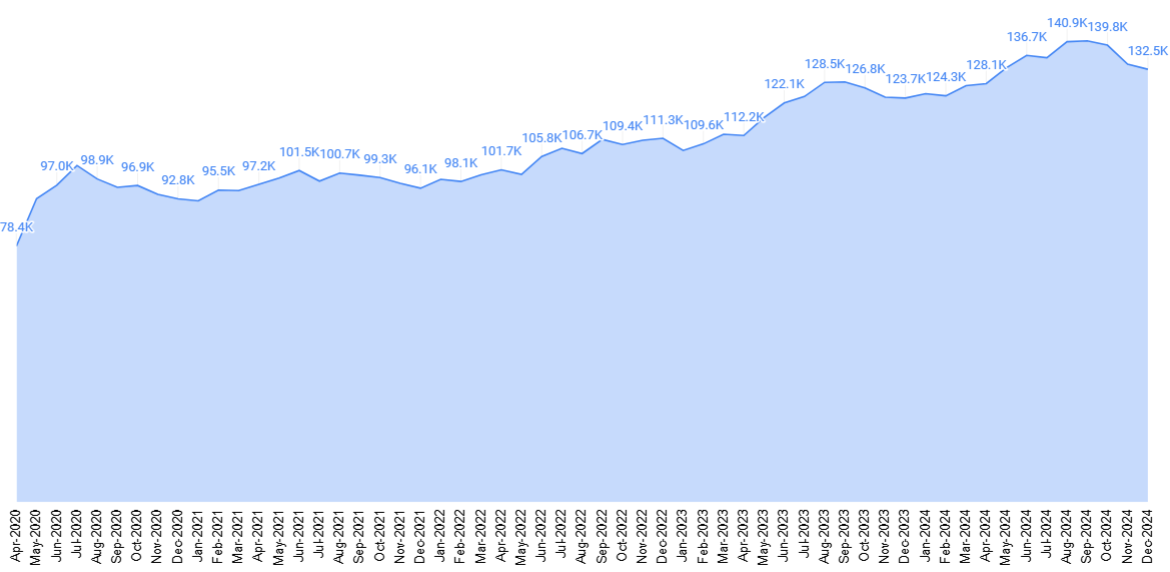 78.4K
97.0K
98.9K
96.9K
92.8K
95.5K
97.2K
101.5K
100.7K
99.3K
96.1K
98.1K
101.7K
105.8K
106.7K
109.4K
111.3K
109.6K
112.2K
122.1K
128.5K
126.8K
123.7K
124.3K
128.1K
136.7K
140.9K
139.8K
132.5K
Apr-2020
May-2020
Jun-2020
Jul-2020
Aug-2020
Sep-2020
Oct-2020
Nov-2020
Dec-2020
Jan-2021
Feb-2021
Mar-2021
Apr-2021
May-2021
Jun-2021
Jul-2021
Aug-2021
Sep-2021
Oct-2021
Nov-2021
Dec-2021
Jan-2022
Feb-2022
Mar-2022
Apr-2022
May-2022
Jun-2022
Jul-2022
Aug-2022
Sep-2022
Oct-2022
Nov-2022
Dec-2022
Jan-2023
Feb-2023
Mar-2023
Apr-2023
May-2023
Jun-2023
Jul-2023
Aug-2023
Sep-2023
Oct-2023
Nov-2023
Dec-2023
Jan-2024
Feb-2024
Mar-2024
Apr-2024
May-2024
Jun-2024
Jul-2024
Aug-2024
Sep-2024
Oct-2024
Nov-2024
Dec-2024